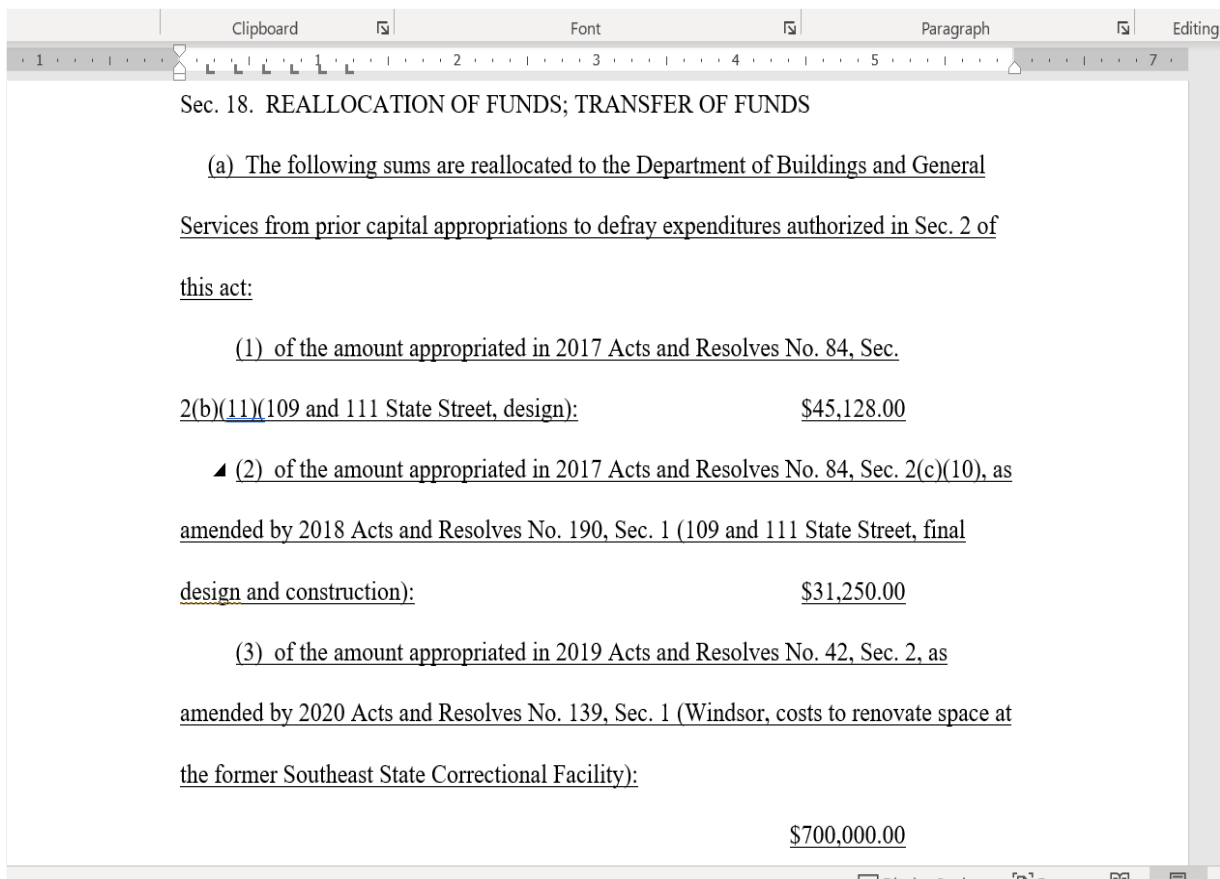 Clipboard Font Paragraph Editing
1 1 2 3 4 5 7
Sec. 18. REALLOCATION OF FUNDS; TRANSFER OF FUNDS
(a) The following sums are reallocated to the Department of Buildings and General
Services from prior capital appropriations to defray expenditures authorized in Sec. 2 of
this act:
(1) of the amount appropriated in 2017 Acts and Resolves No. 84, Sec.
2(b)(11)(109 and 111 State Street, design): $45,128.00
(2) of the amount appropriated in 2017 Acts and Resolves No. 84, Sec. 2(c)(10), as
amended by 2018 Acts and Resolves No. 190, Sec. 1 (109 and 111 State Street, final
design and construction): $31,250.00
(3) of the amount appropriated in 2019 Acts and Resolves No. 42, Sec. 2, as
amended by 2020 Acts and Resolves No. 139, Sec. 1 (Windsor, costs to renovate space at
the former Southeast State Correctional Facility):
$700,000.00